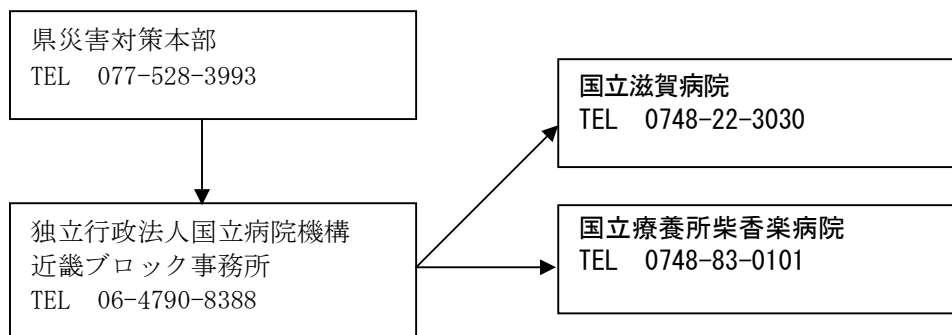 県災害対策本部
TEL　077-528-3993
独立行政法人国立病院機構
近畿ブロック事務所
TEL　06-4790-8388
国立滋賀病院
TEL　0748-22-3030
国立療養所柴香楽病院
TEL　0748-83-0101